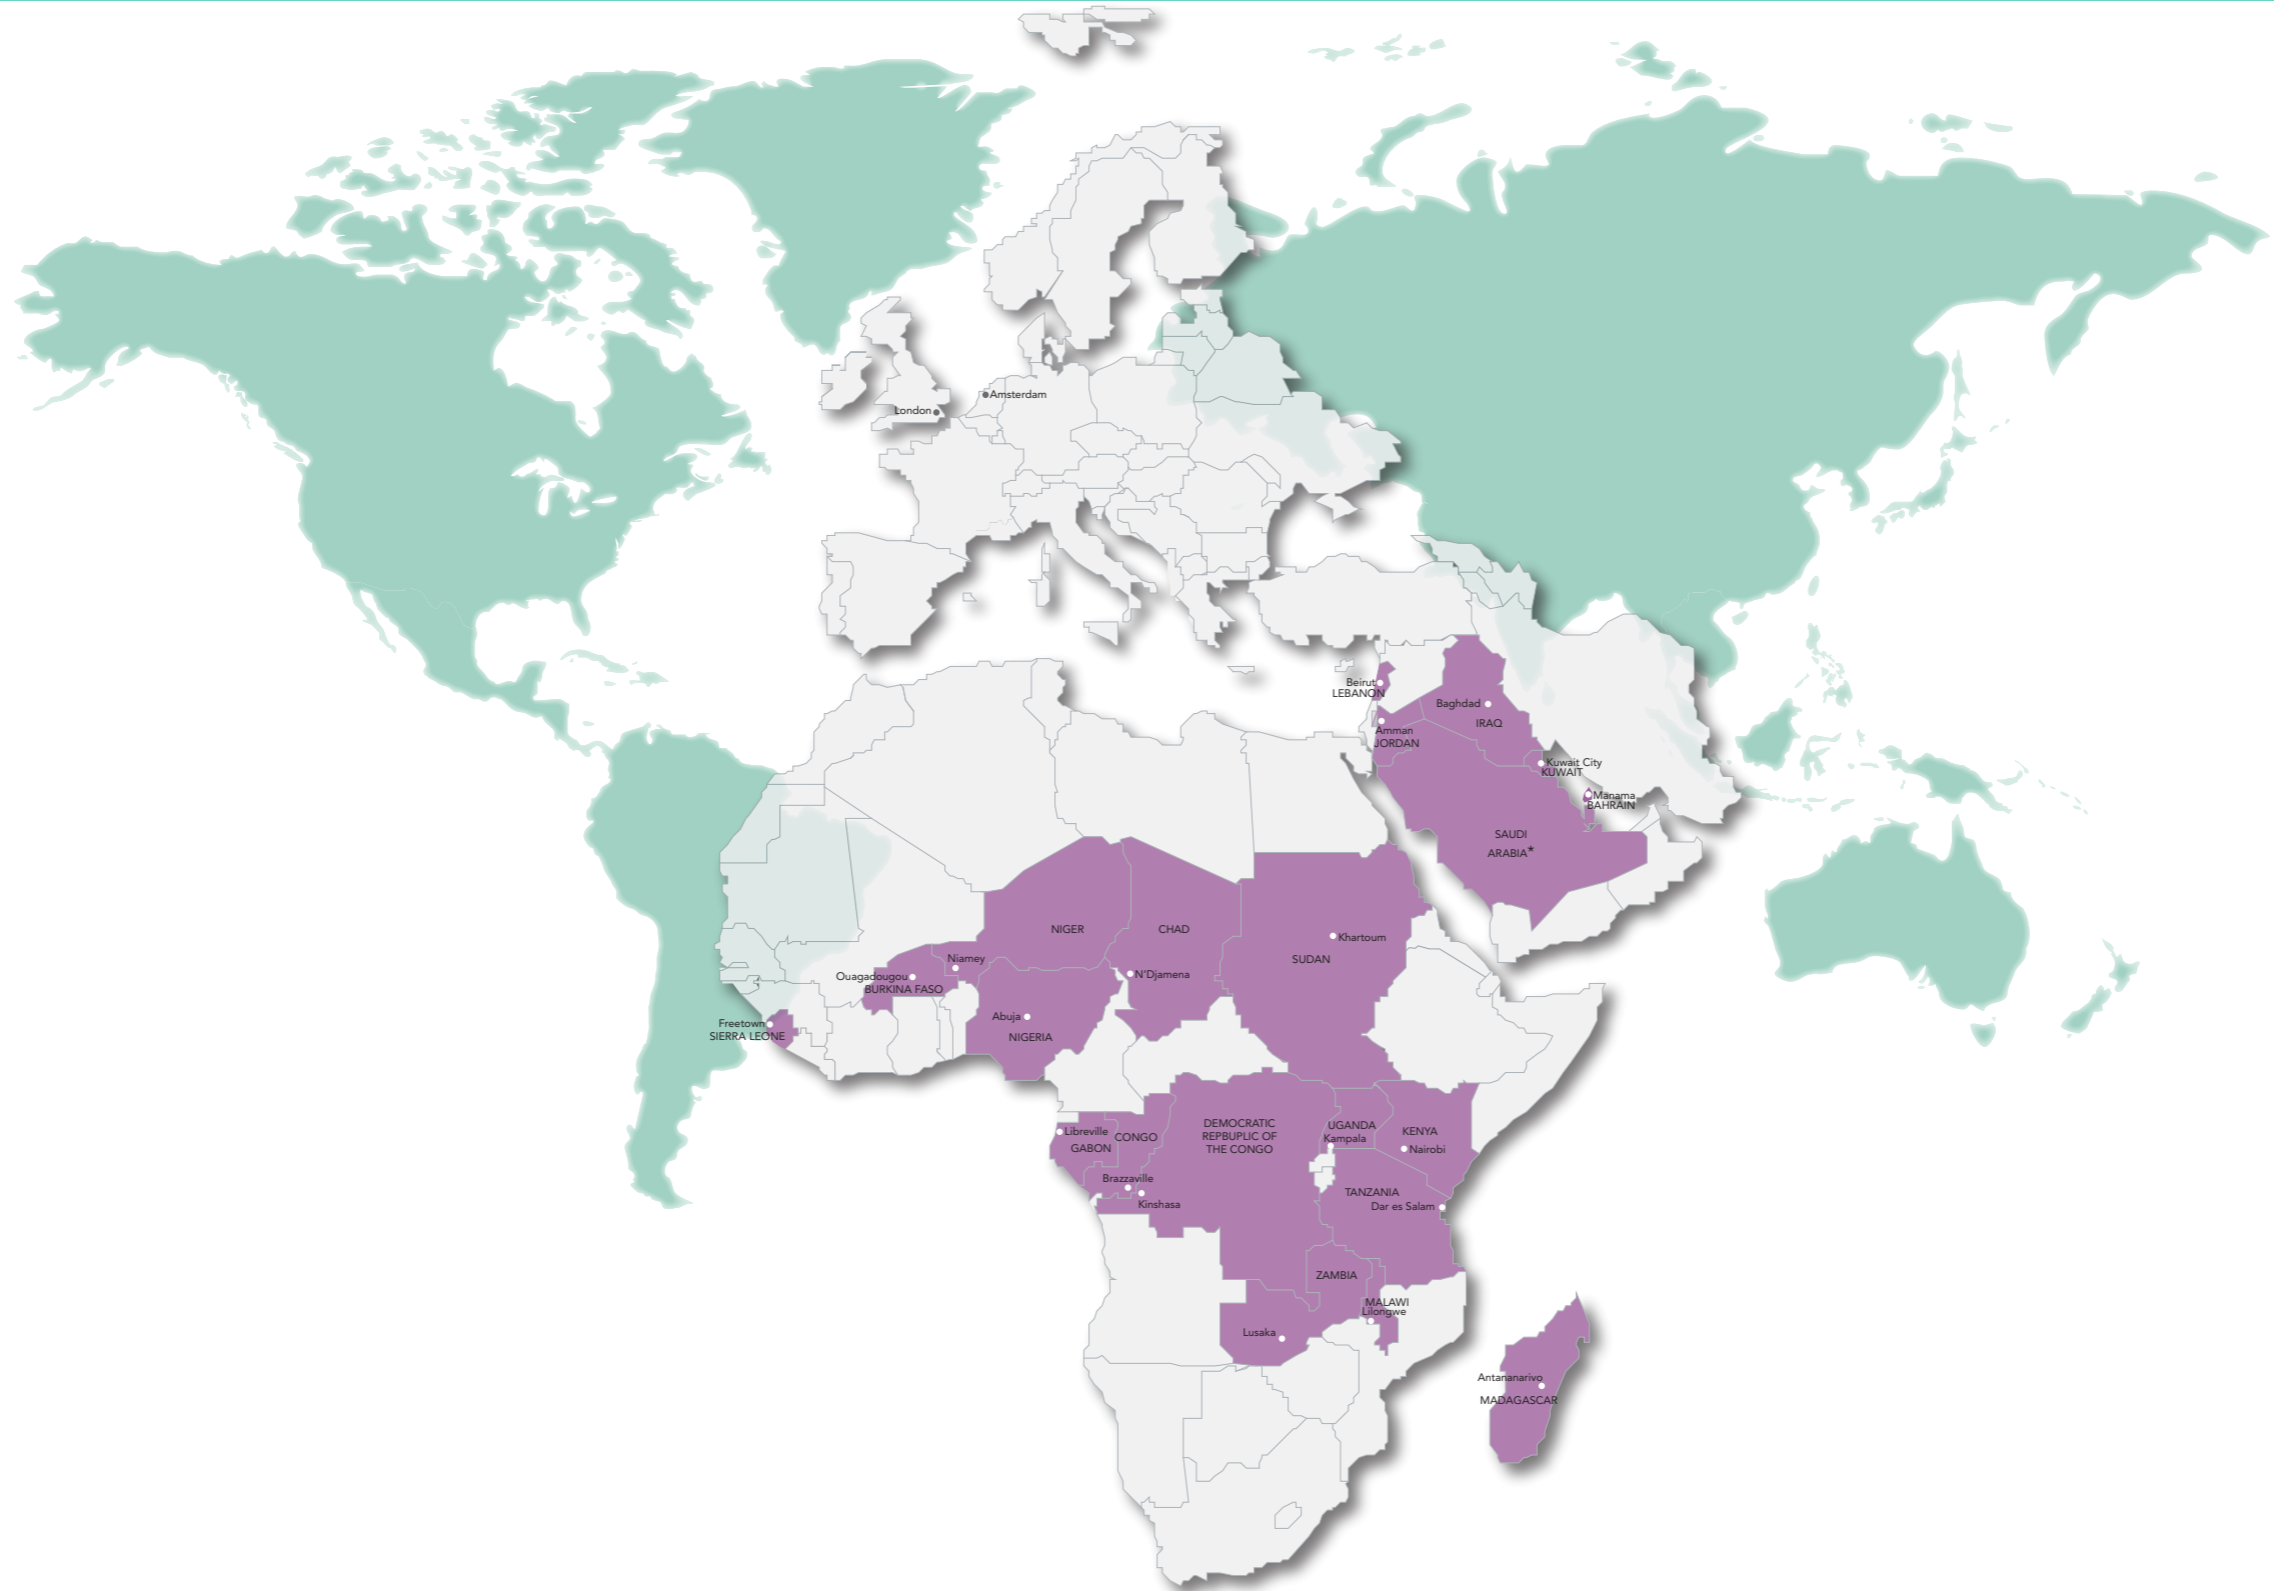 Amsterdam
London
Beirut
LEBANON
Baghdad
IRAQ
Amman
JORDAN
Kuwait City
KUWAIT
Manama
BAHRAIN
SAUDI
ARABIA*
NIGER
CHAD
Khartoum
SUDAN
Niamey
Ouagadougou
BURKINA FASO
N'Djamena
Freetown
SIERRA LEONE
Abuja
NIGERIA
Libreville
GABON
CONGO
DEMOCRATIC
REPBUPLIC OF
THE CONGO
UGANDA
Kampala
KENYA
Nairobi
Brazzaville
Kinshasa
TANZANIA
Dar es Salam
ZAMBIA
MALAWI
Lilongwe
Lusaka
Antananarivo
MADAGASCAR